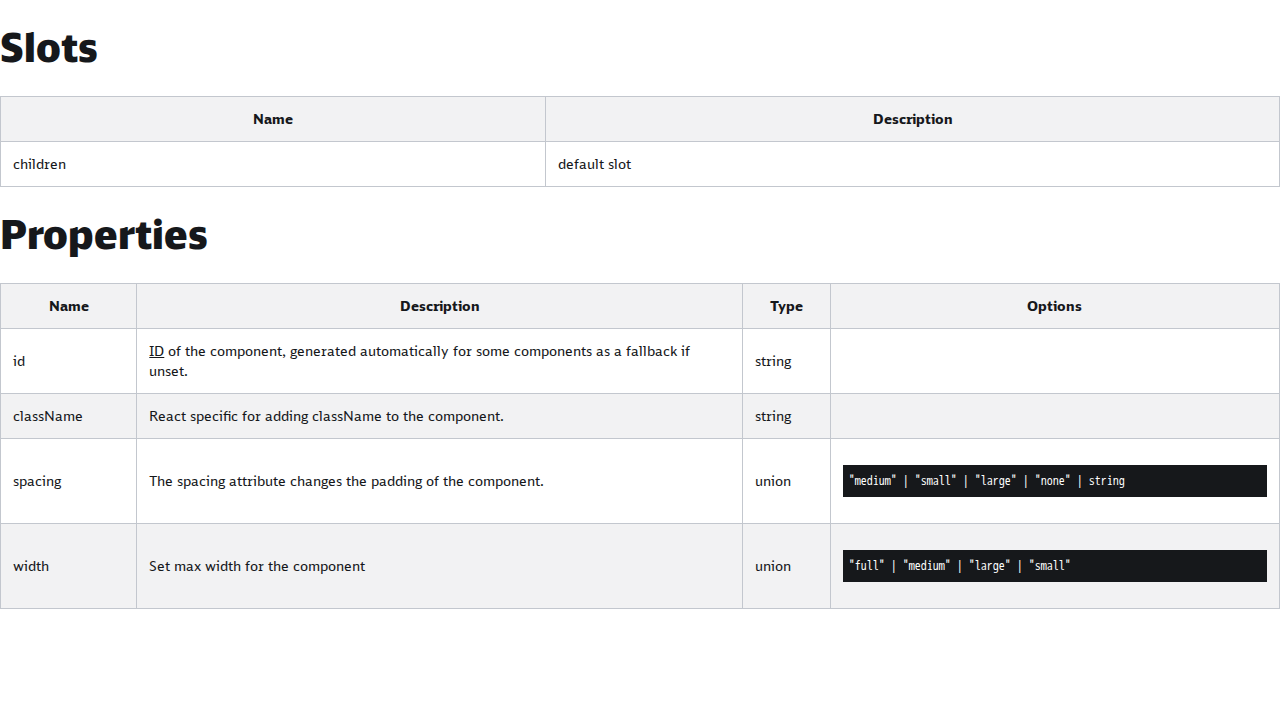 Slots
Name Description
children default slot
Properties
Name Description Type Options
id ID of the component, generated automatically for some components as a fallback if unset. string
className React specific for adding className to the component. string
spacing The spacing attribute changes the padding of the component. union "medium" | "small" | "large" | "none" | string
width Set max width for the component union "full" | "medium" | "large" | "small"